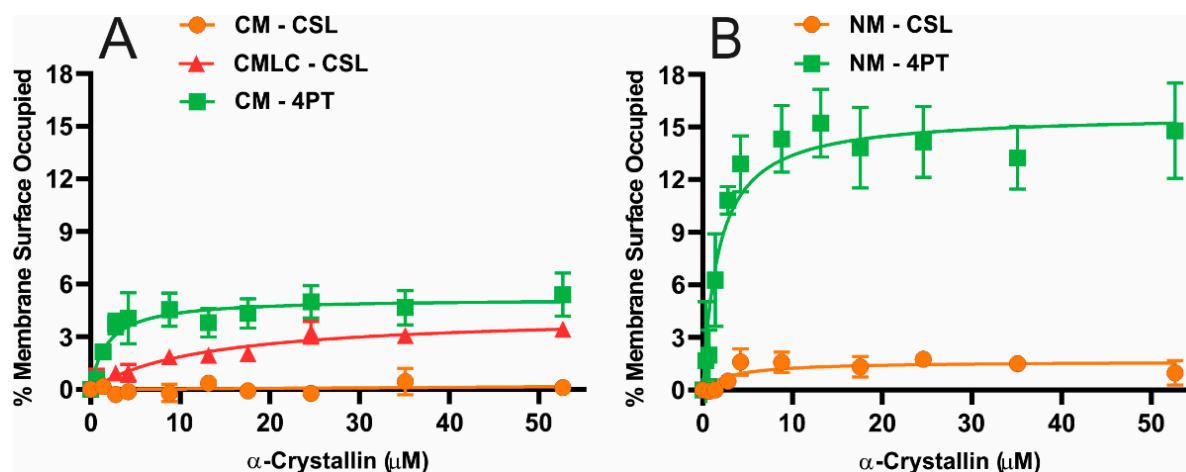 A
CM - CSL
CMLC - CSL
CM - 4PT
% Membrane Surface Occupied
18
15
12
9
6
3
0
0 10 20 30 40 50
α-Crystallin (μM)
B
NM - CSL
NM - 4PT
% Membrane Surface Occupied
18
15
12
9
6
3
0
0 10 20 30 40 50
α-Crystallin (μM)